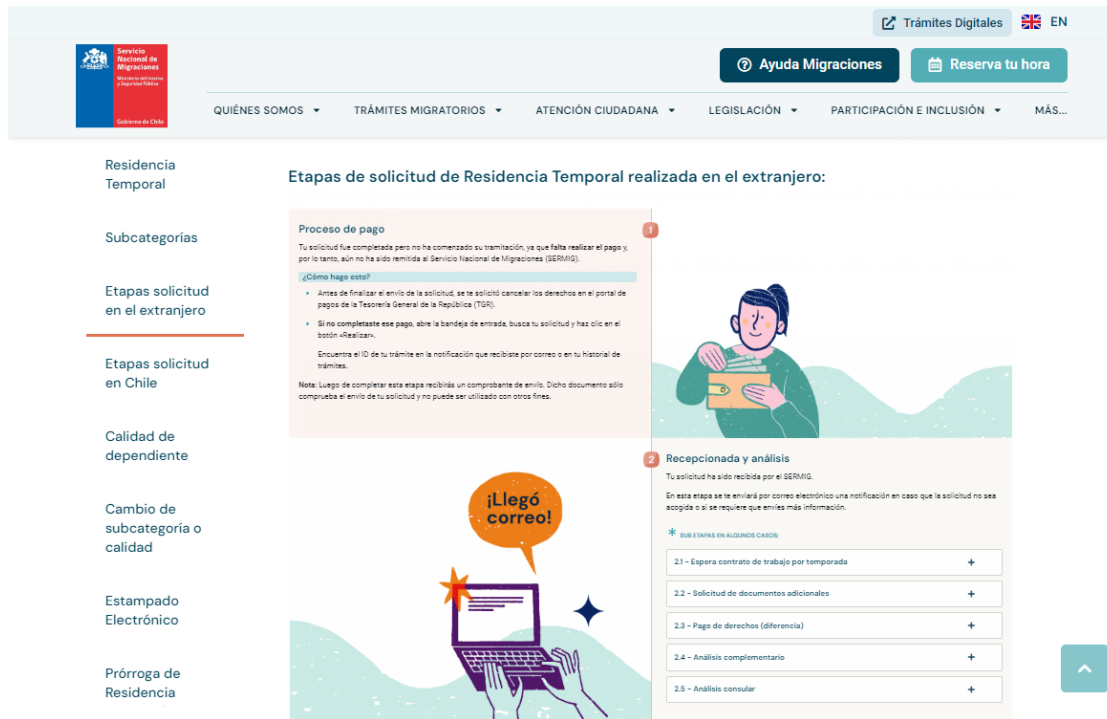 Trámites Digitales
EN
Servicio
Nacional de
Migraciones
Ministerio del Interior
y Seguridad Pública
Gobierno de Chile
Ayuda Migraciones
Reserva tu hora
QUIÉNES SOMOS
TRÁMITES MIGRATORIOS
ATENCIÓN CIUDADANA
LEGISLACIÓN
PARTICIPACIÓN E INCLUSIÓN
MÁS...
Residencia
Temporal
Subcategorías
Etapas solicitud
en el extranjero
Etapas solicitud
en Chile
Calidad de
dependiente
Cambio de
subcategoría o
calidad
Estampado
Electrónico
Prórroga de
Residencia
Etapas de solicitud de Residencia Temporal realizada en el extranjero:
1
Proceso de pago
Tu solicitud fue completada pero no ha comenzado su tramitación, ya que falta realizar el pago y,
por lo tanto, aún no ha sido remitida al Servicio Nacional de Migraciones (SERMIG).
¿Cómo hago esto?
Antes de finalizar el envío de la solicitud, se te solicitó cancelar los derechos en el portal de
pagos de la Tesorería General de la República (TGR).
Si no completaste ese pago, abre la bandeja de entrada, busca tu solicitud y haz clic en el
botón «Realizar».
Encuentra el ID de tu trámite en la notificación que recibiste por correo o en tu historial de
trámites.
Nota: Luego de completar esta etapa recibirás un comprobante de envío. Dicho documento sólo
comprueba el envío de tu solicitud y no puede ser utilizado con otros fines.
¡Llegó
correo!
2
Recepcionada y análisis
Tu solicitud ha sido recibida por el SERMIG.
En esta etapa se te enviará por correo electrónico una notificación en caso que la solicitud no sea
acogida o si se requiere que envíes más información.
* SUB ETAPAS EN ALGUNOS CASOS:
2.1 - Espera contrato de trabajo por temporada +
2.2 - Solicitud de documentos adicionales +
2.3 - Pago de derechos (diferencia) +
2.4 - Análisis complementario +
2.5 - Análisis consular +